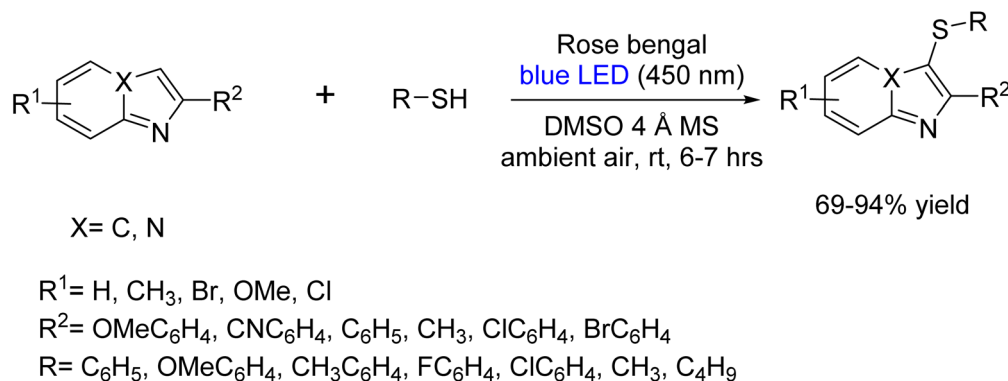 R¹
X
N
R²
+
R-SH
Rose bengal
blue LED (450 nm)
DMSO 4 Å MS
ambient air, rt, 6-7 hrs
R¹
X
N
S
R
R²
69-94% yield
X= C, N
R¹= H, CH₃, Br, OMe, Cl
R²= OMeC₆H₄, CNC₆H₄, C₆H₅, CH₃, ClC₆H₄, BrC₆H₄
R= C₆H₅, OMeC₆H₄, CH₃C₆H₄, FC₆H₄, ClC₆H₄, CH₃, C₄H₉